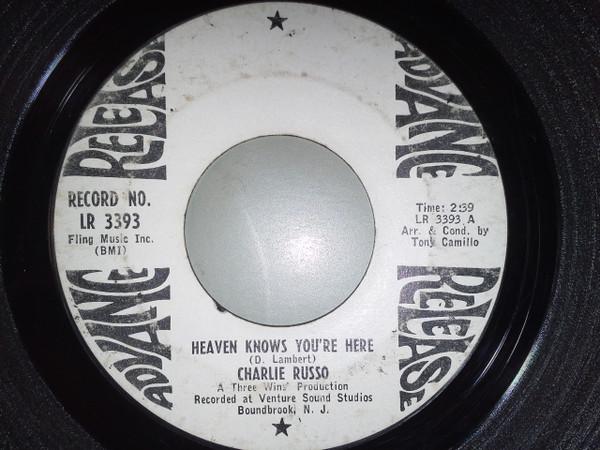 ★
RELEASE
ADVANCE
RECORD NO.
LR 3393
Fling Music Inc.
(BMI)
Time: 2:39
LR 3393 A
Arr. & Cond. by
Tony Camillo
ADVANCE
RELEASE
HEAVEN KNOWS YOU'RE HERE
(D. Lambert)
CHARLIE RUSSO
A Three Wins' Production
Recorded at Venture Sound Studios
Boundbrook, N. J.
★